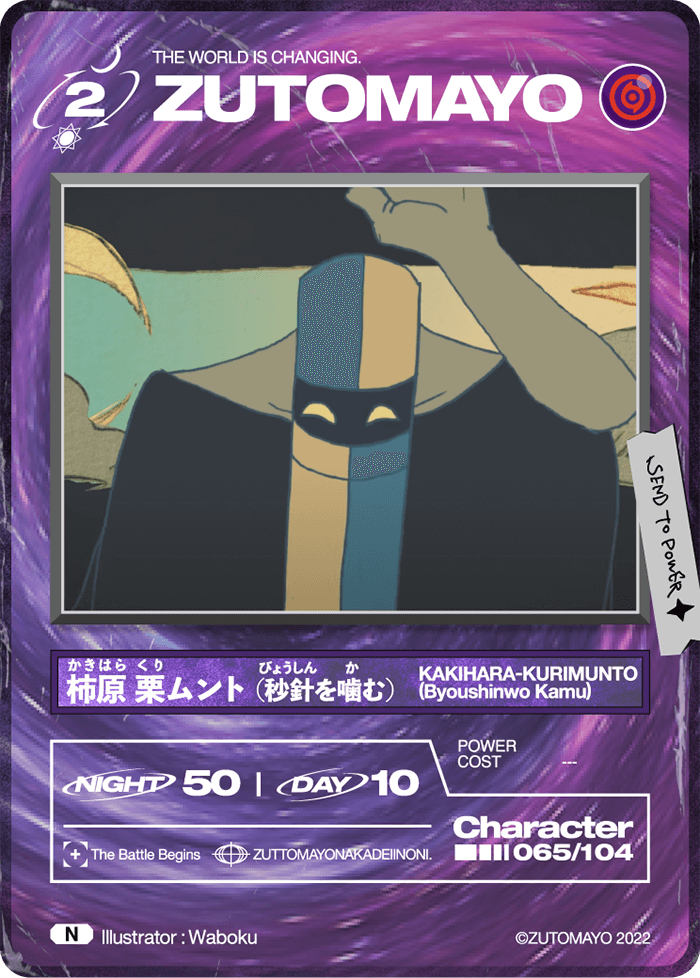 THE WORLD IS CHANGING.
2 ZUTOMAYO
SEND TO POWER
かきはら くり びょうしん か
柿原 栗ムント (秒針を噛む)
KAKIHARA-KURIMUNTO
(Byoushinwo Kamu)
POWER
COST ---
NIGHT 50 | DAY 10
Character
065/104
The Battle Begins ZUTTOMAYONAKADEIINONI.
N Illustrator : Waboku
©ZUTOMAYO 2022